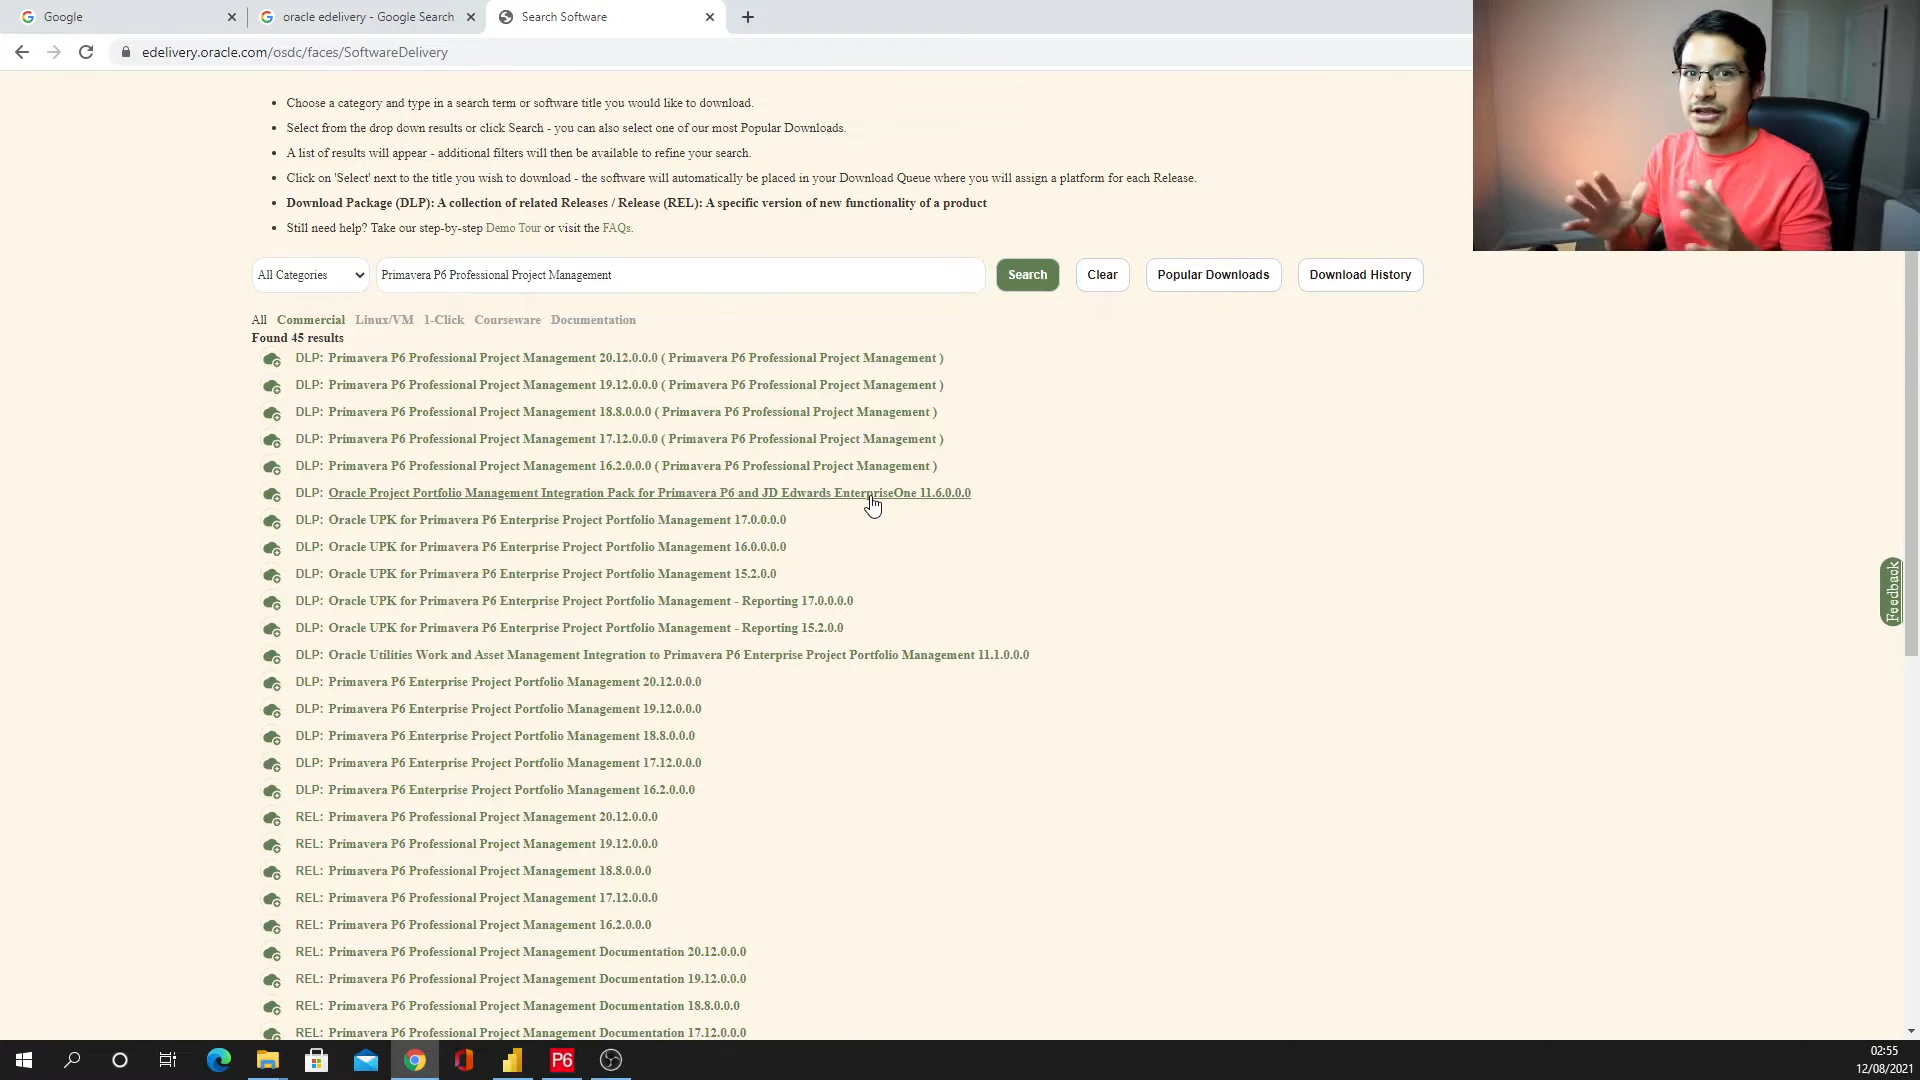 Google
oracle edelivery - Google Search
Search Software
edelivery.oracle.com/osdc/faces/SoftwareDelivery
Choose a category and type in a search term or software title you would like to download.
Select from the drop down results or click Search - you can also select one of our most Popular Downloads.
A list of results will appear - additional filters will then be available to refine your search.
Click on 'Select' next to the title you wish to download - the software will automatically be placed in your Download Queue where you will assign a platform for each Release.
Download Package (DLP): A collection of related Releases / Release (REL): A specific version of new functionality of a product
Still need help? Take our step-by-step Demo Tour or visit the FAQs.
All Categories
Primavera P6 Professional Project Management
Search
Clear
Popular Downloads
Download History
All Commercial Linux/VM 1-Click Courseware Documentation
Found 45 results
DLP: Primavera P6 Professional Project Management 20.12.0.0.0 ( Primavera P6 Professional Project Management )
DLP: Primavera P6 Professional Project Management 19.12.0.0.0 ( Primavera P6 Professional Project Management )
DLP: Primavera P6 Professional Project Management 18.8.0.0.0 ( Primavera P6 Professional Project Management )
DLP: Primavera P6 Professional Project Management 17.12.0.0.0 ( Primavera P6 Professional Project Management )
DLP: Primavera P6 Professional Project Management 16.2.0.0.0 ( Primavera P6 Professional Project Management )
DLP: Oracle Project Portfolio Management Integration Pack for Primavera P6 and JD Edwards EnterpriseOne 11.6.0.0.0
DLP: Oracle UPK for Primavera P6 Enterprise Project Portfolio Management 17.0.0.0.0
DLP: Oracle UPK for Primavera P6 Enterprise Project Portfolio Management 16.0.0.0.0
DLP: Oracle UPK for Primavera P6 Enterprise Project Portfolio Management 15.2.0.0
DLP: Oracle UPK for Primavera P6 Enterprise Project Portfolio Management - Reporting 17.0.0.0.0
DLP: Oracle UPK for Primavera P6 Enterprise Project Portfolio Management - Reporting 15.2.0.0
DLP: Oracle Utilities Work and Asset Management Integration to Primavera P6 Enterprise Project Portfolio Management 11.1.0.0.0
DLP: Primavera P6 Enterprise Project Portfolio Management 20.12.0.0.0
DLP: Primavera P6 Enterprise Project Portfolio Management 19.12.0.0.0
DLP: Primavera P6 Enterprise Project Portfolio Management 18.8.0.0.0
DLP: Primavera P6 Enterprise Project Portfolio Management 17.12.0.0.0
DLP: Primavera P6 Enterprise Project Portfolio Management 16.2.0.0.0
REL: Primavera P6 Professional Project Management 20.12.0.0.0
REL: Primavera P6 Professional Project Management 19.12.0.0.0
REL: Primavera P6 Professional Project Management 18.8.0.0.0
REL: Primavera P6 Professional Project Management 17.12.0.0.0
REL: Primavera P6 Professional Project Management 16.2.0.0.0
REL: Primavera P6 Professional Project Management Documentation 20.12.0.0.0
REL: Primavera P6 Professional Project Management Documentation 19.12.0.0.0
REL: Primavera P6 Professional Project Management Documentation 18.8.0.0.0
REL: Primavera P6 Professional Project Management Documentation 17.12.0.0.0
Feedback
P6
02:55
12/08/2021